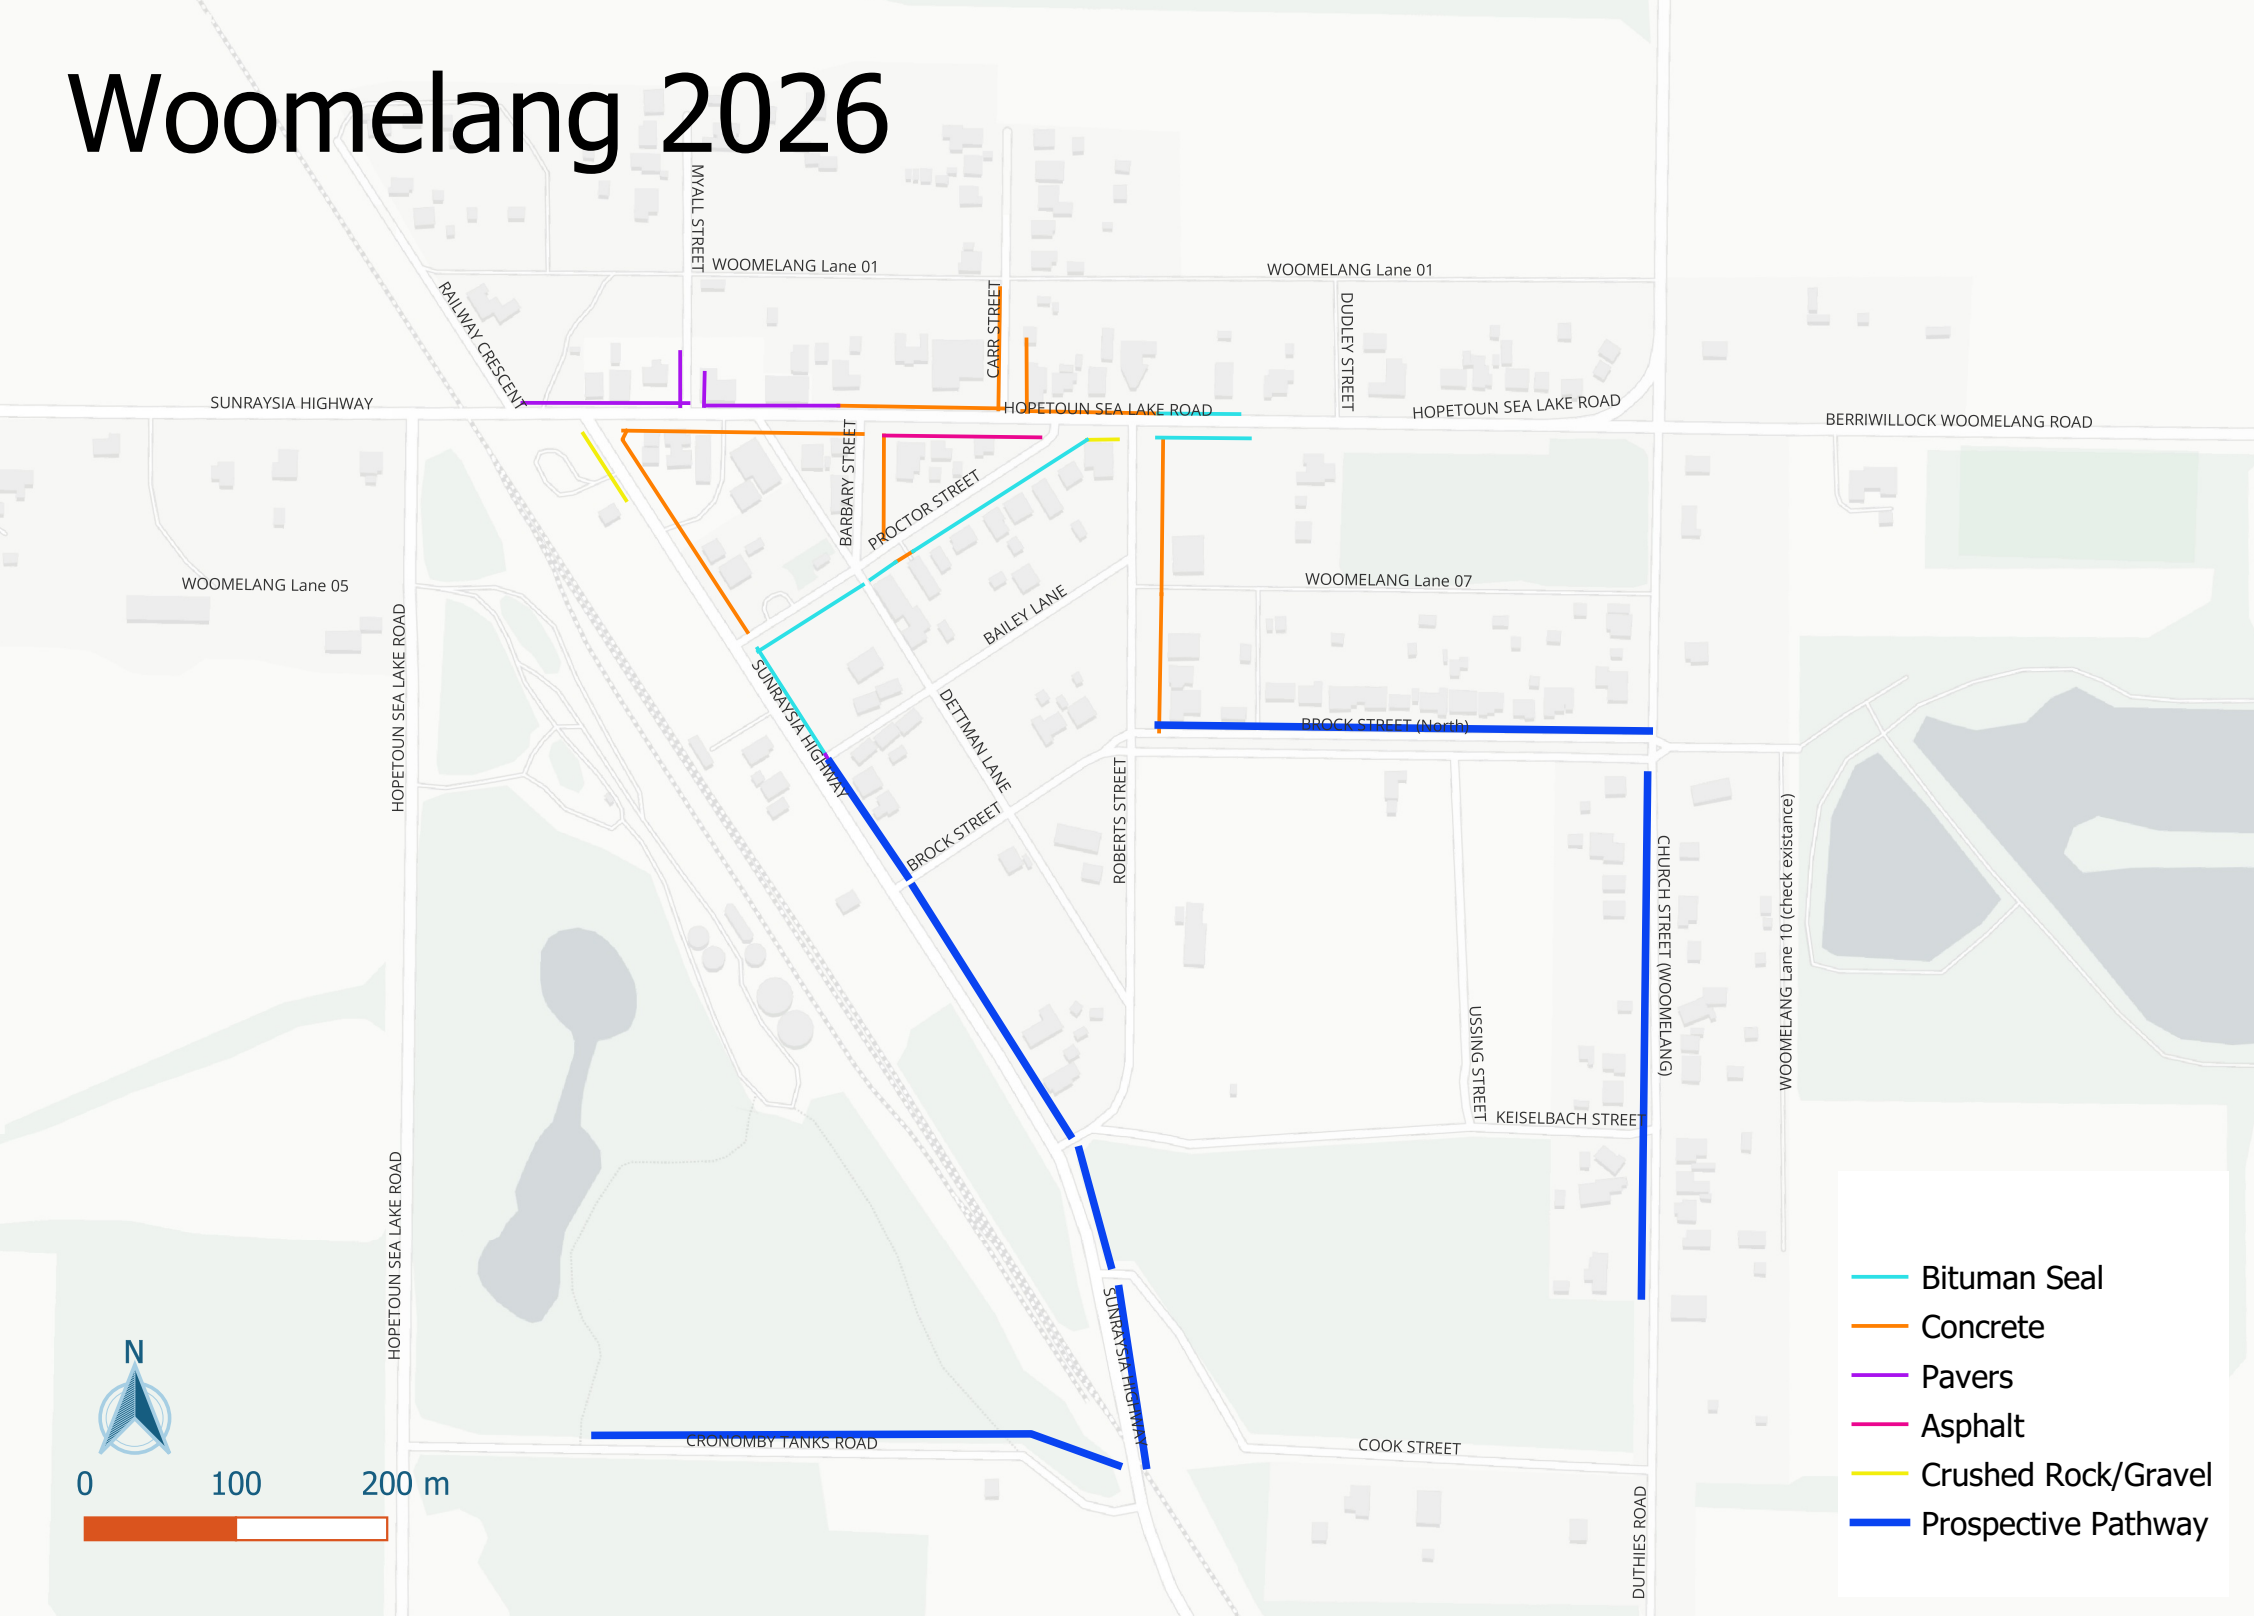 Woomelang 2026
MYALL STREET
WOOMELANG Lane 01
WOOMELANG Lane 01
RAILWAY CRESCENT
CARR STREET
DUDLEY STREET
SUNRAYSIA HIGHWAY
HOPETOUN SEA LAKE ROAD
HOPETOUN SEA LAKE ROAD
BERRIWILLOCK WOOMELANG ROAD
BARBARY STREET
PROCTOR STREET
WOOMELANG Lane 05
WOOMELANG Lane 07
BAILEY LANE
HOPETOUN SEA LAKE ROAD
SUNRAYSIA HIGHWAY
DETTMAN LANE
BROCK STREET (North)
BROCK STREET
ROBERTS STREET
CHURCH STREET (WOOMELANG)
WOOMELANG Lane 10 (check existance)
USSING STREET
KEISELBACH STREET
HOPETOUN SEA LAKE ROAD
SUNRAYSIA HIGHWAY
CRONOMBY TANKS ROAD
COOK STREET
DUTHIES ROAD
N
0 100 200 m
Bituman Seal
Concrete
Pavers
Asphalt
Crushed Rock/Gravel
Prospective Pathway